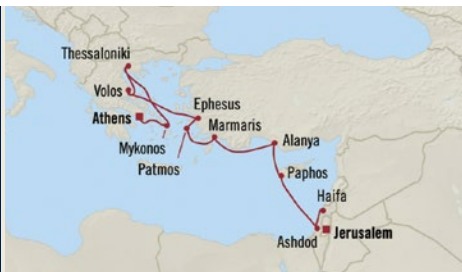 Thessaloniki
Volos
Ephesus
Athens
Marmaris
Mykonos
Alanya
Patmos
Paphos
Haifa
Jerusalem
Ashdod